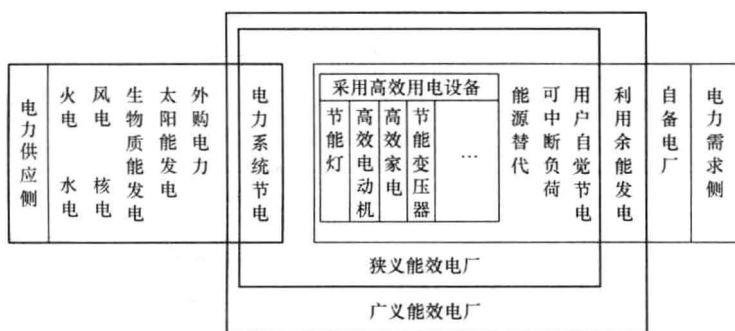 电力供应侧
火电
水电
风电
核电
生物质能发电
太阳能发电
外购电力
电力系统节电
采用高效用电设备
节能灯
高效电动机
高效家电
节能变压器
…
能源替代
可中断负荷
用户自觉节电
利用余能发电
自备电厂
电力需求侧
狭义能效电厂
广义能效电厂